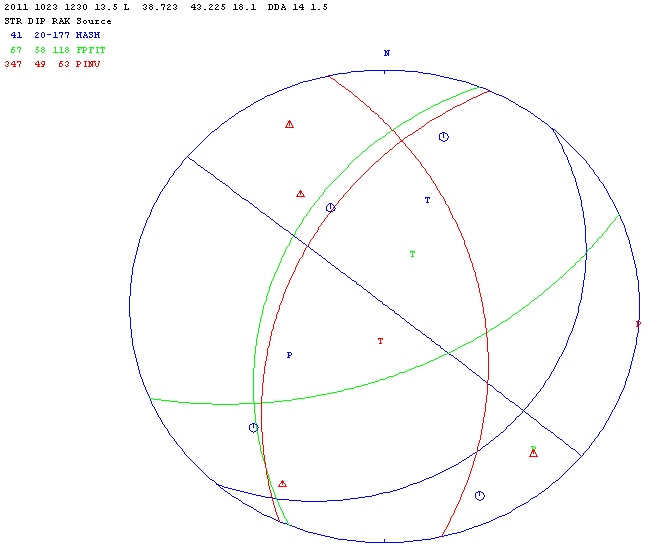 2011 1023 1230 13.5 L  38.723  43.225 18.1  DDA 14 1.5
STR DIP RAK Source
41  20-177 HASH
67  58 118 FPFIT
347  49  63 PINV
N
T
T
P
P
T
P